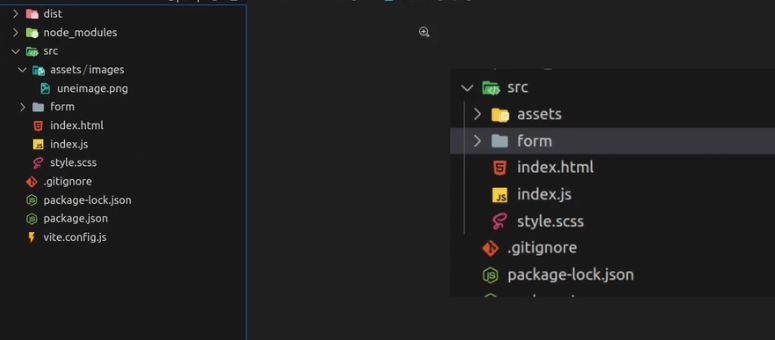 dist
node_modules
src
assets/images
uneimage.png
form
index.html
index.js
style.scss
.gitignore
package-lock.json
package.json
vite.config.js
src
assets
form
index.html
index.js
style.scss
.gitignore
package-lock.json